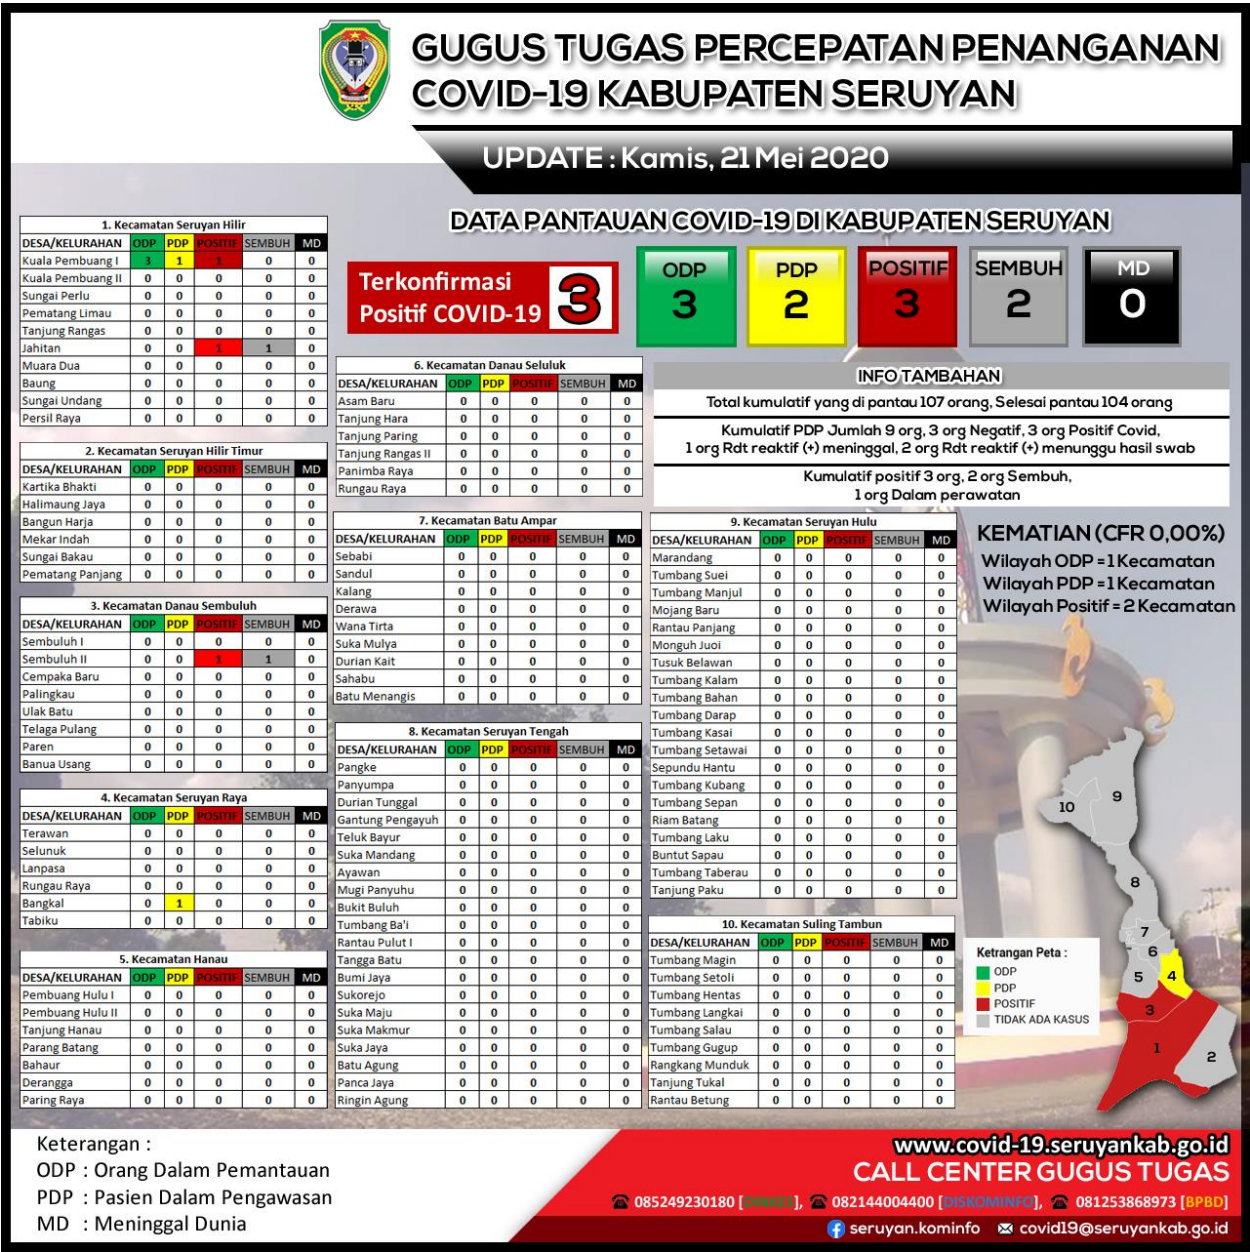 GUGUS TUGAS PERCEPATAN PENANGANAN
COVID-19 KABUPATEN SERUYAN
UPDATE : Kamis, 21 Mei 2020
DATA PANTAUAN COVID-19 DI KABUPATEN SERUYAN
Terkonfirmasi
Positif COVID-19 3
ODP 3
PDP 2
POSITIF 3
SEMBUH 2
MD 0
INFO TAMBAHAN
Total kumulatif yang di pantau 107 orang, Selesai pantau 104 orang
Kumulatif PDP Jumlah 9 org, 3 org Negatif, 3 org Positif Covid,
1 org Rdt reaktif (+) meninggal, 2 org Rdt reaktif (+) menunggu hasil swab
Kumulatif positif 3 org, 2 org Sembuh,
1 org Dalam perawatan
1. Kecamatan Seruyan Hilir
DESA/KELURAHAN ODP PDP POSITIF SEMBUH MD
Kuala Pembuang I 3 1 1 0 0
Kuala Pembuang II 0 0 0 0 0
Sungai Perlu 0 0 0 0 0
Pematang Limau 0 0 0 0 0
Tanjung Rangas 0 0 0 0 0
Jahitan 0 0 1 1 0
Muara Dua 0 0 0 0 0
Baung 0 0 0 0 0
Sungai Undang 0 0 0 0 0
Persil Raya 0 0 0 0 0
2. Kecamatan Seruyan Hilir Timur
DESA/KELURAHAN ODP PDP POSITIF SEMBUH MD
Kartika Bhakti 0 0 0 0 0
Halimaung Jaya 0 0 0 0 0
Bangun Harja 0 0 0 0 0
Mekar Indah 0 0 0 0 0
Sungai Bakau 0 0 0 0 0
Pematang Panjang 0 0 0 0 0
3. Kecamatan Danau Sembuluh
DESA/KELURAHAN ODP PDP POSITIF SEMBUH MD
Sembuluh I 0 0 0 0 0
Sembuluh II 0 0 1 1 0
Cempaka Baru 0 0 0 0 0
Palingkau 0 0 0 0 0
Ulak Batu 0 0 0 0 0
Telaga Pulang 0 0 0 0 0
Paren 0 0 0 0 0
Banua Usang 0 0 0 0 0
4. Kecamatan Seruyan Raya
DESA/KELURAHAN ODP PDP POSITIF SEMBUH MD
Terawan 0 0 0 0 0
Selunuk 0 0 0 0 0
Lanpasa 0 0 0 0 0
Rungau Raya 0 0 0 0 0
Bangkal 0 1 0 0 0
Tabiku 0 0 0 0 0
5. Kecamatan Hanau
DESA/KELURAHAN ODP PDP POSITIF SEMBUH MD
Pembuang Hulu I 0 0 0 0 0
Pembuang Hulu II 0 0 0 0 0
Tanjung Hanau 0 0 0 0 0
Parang Batang 0 0 0 0 0
Bahaur 0 0 0 0 0
Derangga 0 0 0 0 0
Paring Raya 0 0 0 0 0
6. Kecamatan Danau Seluluk
DESA/KELURAHAN ODP PDP POSITIF SEMBUH MD
Asam Baru 0 0 0 0 0
Tanjung Hara 0 0 0 0 0
Tanjung Paring 0 0 0 0 0
Tanjung Rangas II 0 0 0 0 0
Panimba Raya 0 0 0 0 0
Rungau Raya 0 0 0 0 0
7. Kecamatan Batu Ampar
DESA/KELURAHAN ODP PDP POSITIF SEMBUH MD
Sebabi 0 0 0 0 0
Sandul 0 0 0 0 0
Kalang 0 0 0 0 0
Derawa 0 0 0 0 0
Wana Tirta 0 0 0 0 0
Suka Mulya 0 0 0 0 0
Durian Kait 0 0 0 0 0
Sahabu 0 0 0 0 0
Batu Menangis 0 0 0 0 0
8. Kecamatan Seruyan Tengah
DESA/KELURAHAN ODP PDP POSITIF SEMBUH MD
Pangke 0 0 0 0 0
Panyumpa 0 0 0 0 0
Durian Tunggal 0 0 0 0 0
Gantung Pengayuh 0 0 0 0 0
Teluk Bayur 0 0 0 0 0
Suka Mandang 0 0 0 0 0
Ayawan 0 0 0 0 0
Mugi Panyuhu 0 0 0 0 0
Bukit Buluh 0 0 0 0 0
Tumbang Ba'i 0 0 0 0 0
Rantau Pulut I 0 0 0 0 0
Tangga Batu 0 0 0 0 0
Bumi Jaya 0 0 0 0 0
Sukorejo 0 0 0 0 0
Suka Maju 0 0 0 0 0
Suka Makmur 0 0 0 0 0
Suka Jaya 0 0 0 0 0
Batu Agung 0 0 0 0 0
Panca Jaya 0 0 0 0 0
Ringin Agung 0 0 0 0 0
9. Kecamatan Seruyan Hulu
DESA/KELURAHAN ODP PDP POSITIF SEMBUH MD
Marandang 0 0 0 0 0
Tumbang Suei 0 0 0 0 0
Tumbang Manjul 0 0 0 0 0
Mojang Baru 0 0 0 0 0
Rantau Panjang 0 0 0 0 0
Monguh Juoi 0 0 0 0 0
Tusuk Belawan 0 0 0 0 0
Tumbang Kalam 0 0 0 0 0
Tumbang Bahan 0 0 0 0 0
Tumbang Darap 0 0 0 0 0
Tumbang Kasai 0 0 0 0 0
Tumbang Setawai 0 0 0 0 0
Sepundu Hantu 0 0 0 0 0
Tumbang Kubang 0 0 0 0 0
Tumbang Sepan 0 0 0 0 0
Riam Batang 0 0 0 0 0
Tumbang Laku 0 0 0 0 0
Buntut Sapau 0 0 0 0 0
Tumbang Taberau 0 0 0 0 0
Tanjung Paku 0 0 0 0 0
10. Kecamatan Suling Tambun
DESA/KELURAHAN ODP PDP POSITIF SEMBUH MD
Tumbang Magin 0 0 0 0 0
Tumbang Setoli 0 0 0 0 0
Tumbang Hentas 0 0 0 0 0
Tumbang Langkai 0 0 0 0 0
Tumbang Salau 0 0 0 0 0
Tumbang Gugup 0 0 0 0 0
Rangkang Munduk 0 0 0 0 0
Tanjung Tukal 0 0 0 0 0
Rantau Betung 0 0 0 0 0
KEMATIAN (CFR 0,00%)
Wilayah ODP =1 Kecamatan
Wilayah PDP =1 Kecamatan
Wilayah Positif = 2 Kecamatan
10
9
8
7
6
5
4
3
1
2
Ketrangan Peta :
ODP
PDP
POSITIF
TIDAK ADA KASUS
Keterangan :
ODP : Orang Dalam Pemantauan
PDP : Pasien Dalam Pengawasan
MD : Meninggal Dunia
www.covid-19.seruyankab.go.id
CALL CENTER GUGUS TUGAS
085249230180 [DINKES], 082144004400 [DISKOMINFO], 081253868973 [BPBD]
seruyan.kominfo covid19@seruyankab.go.id